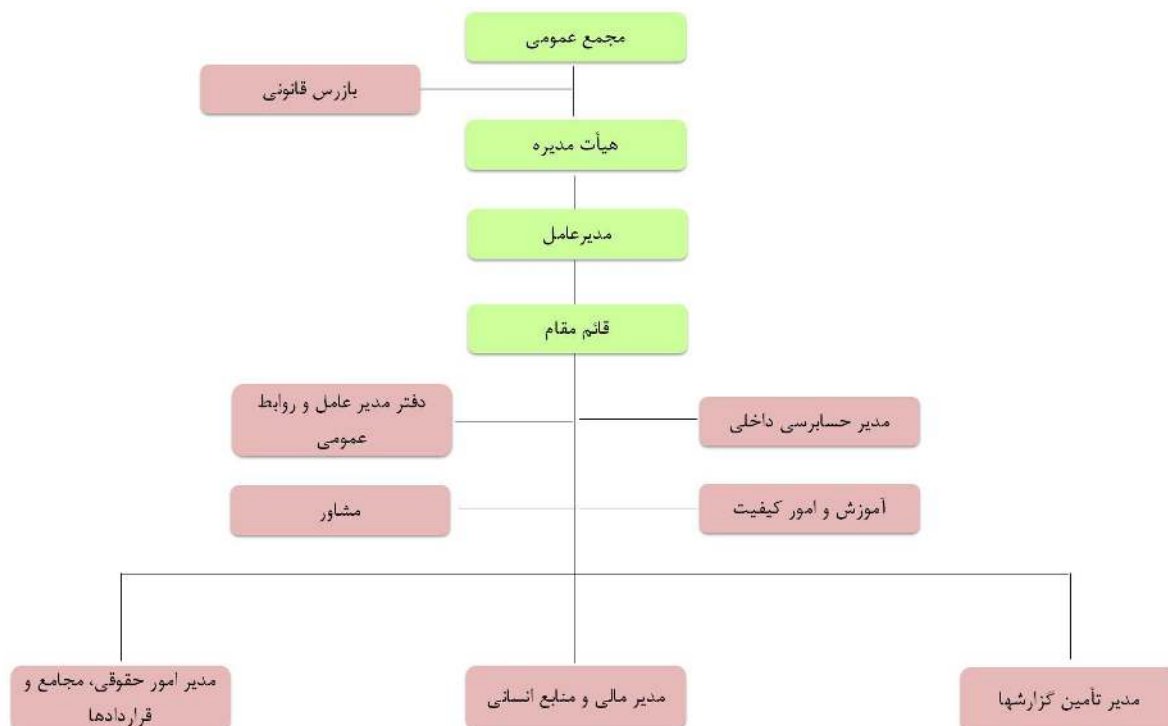 مجمع عمومی
بازرس قانونی
هیأت مدیره
مدیرعامل
قائم مقام
مدیر حسابرسی داخلی
دفتر مدیر عامل و روابط
عمومی
آموزش و امور کیفیت
مشاور
مدیر تأمین گزارشها
مدیر مالی و منابع انسانی
مدیر امور حقوقی، مجامع و
قراردادها